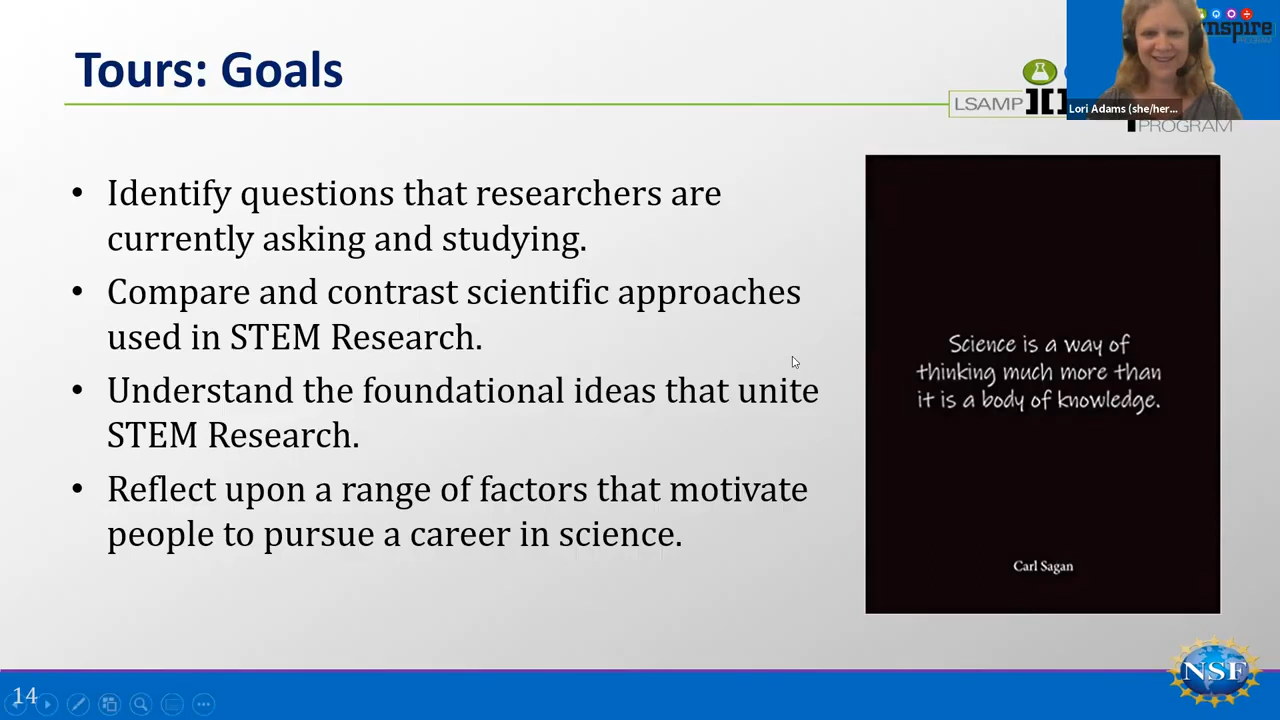 Tours: Goals
inspire
LSAMP
Lori Adams (she/her...
PROGRAM
• Identify questions that researchers are
currently asking and studying.
• Compare and contrast scientific approaches
used in STEM Research.
• Understand the foundational ideas that unite
STEM Research.
• Reflect upon a range of factors that motivate
people to pursue a career in science.
Science is a way of
thinking much more than
it is a body of knowledge.
Carl Sagan
NSF
14